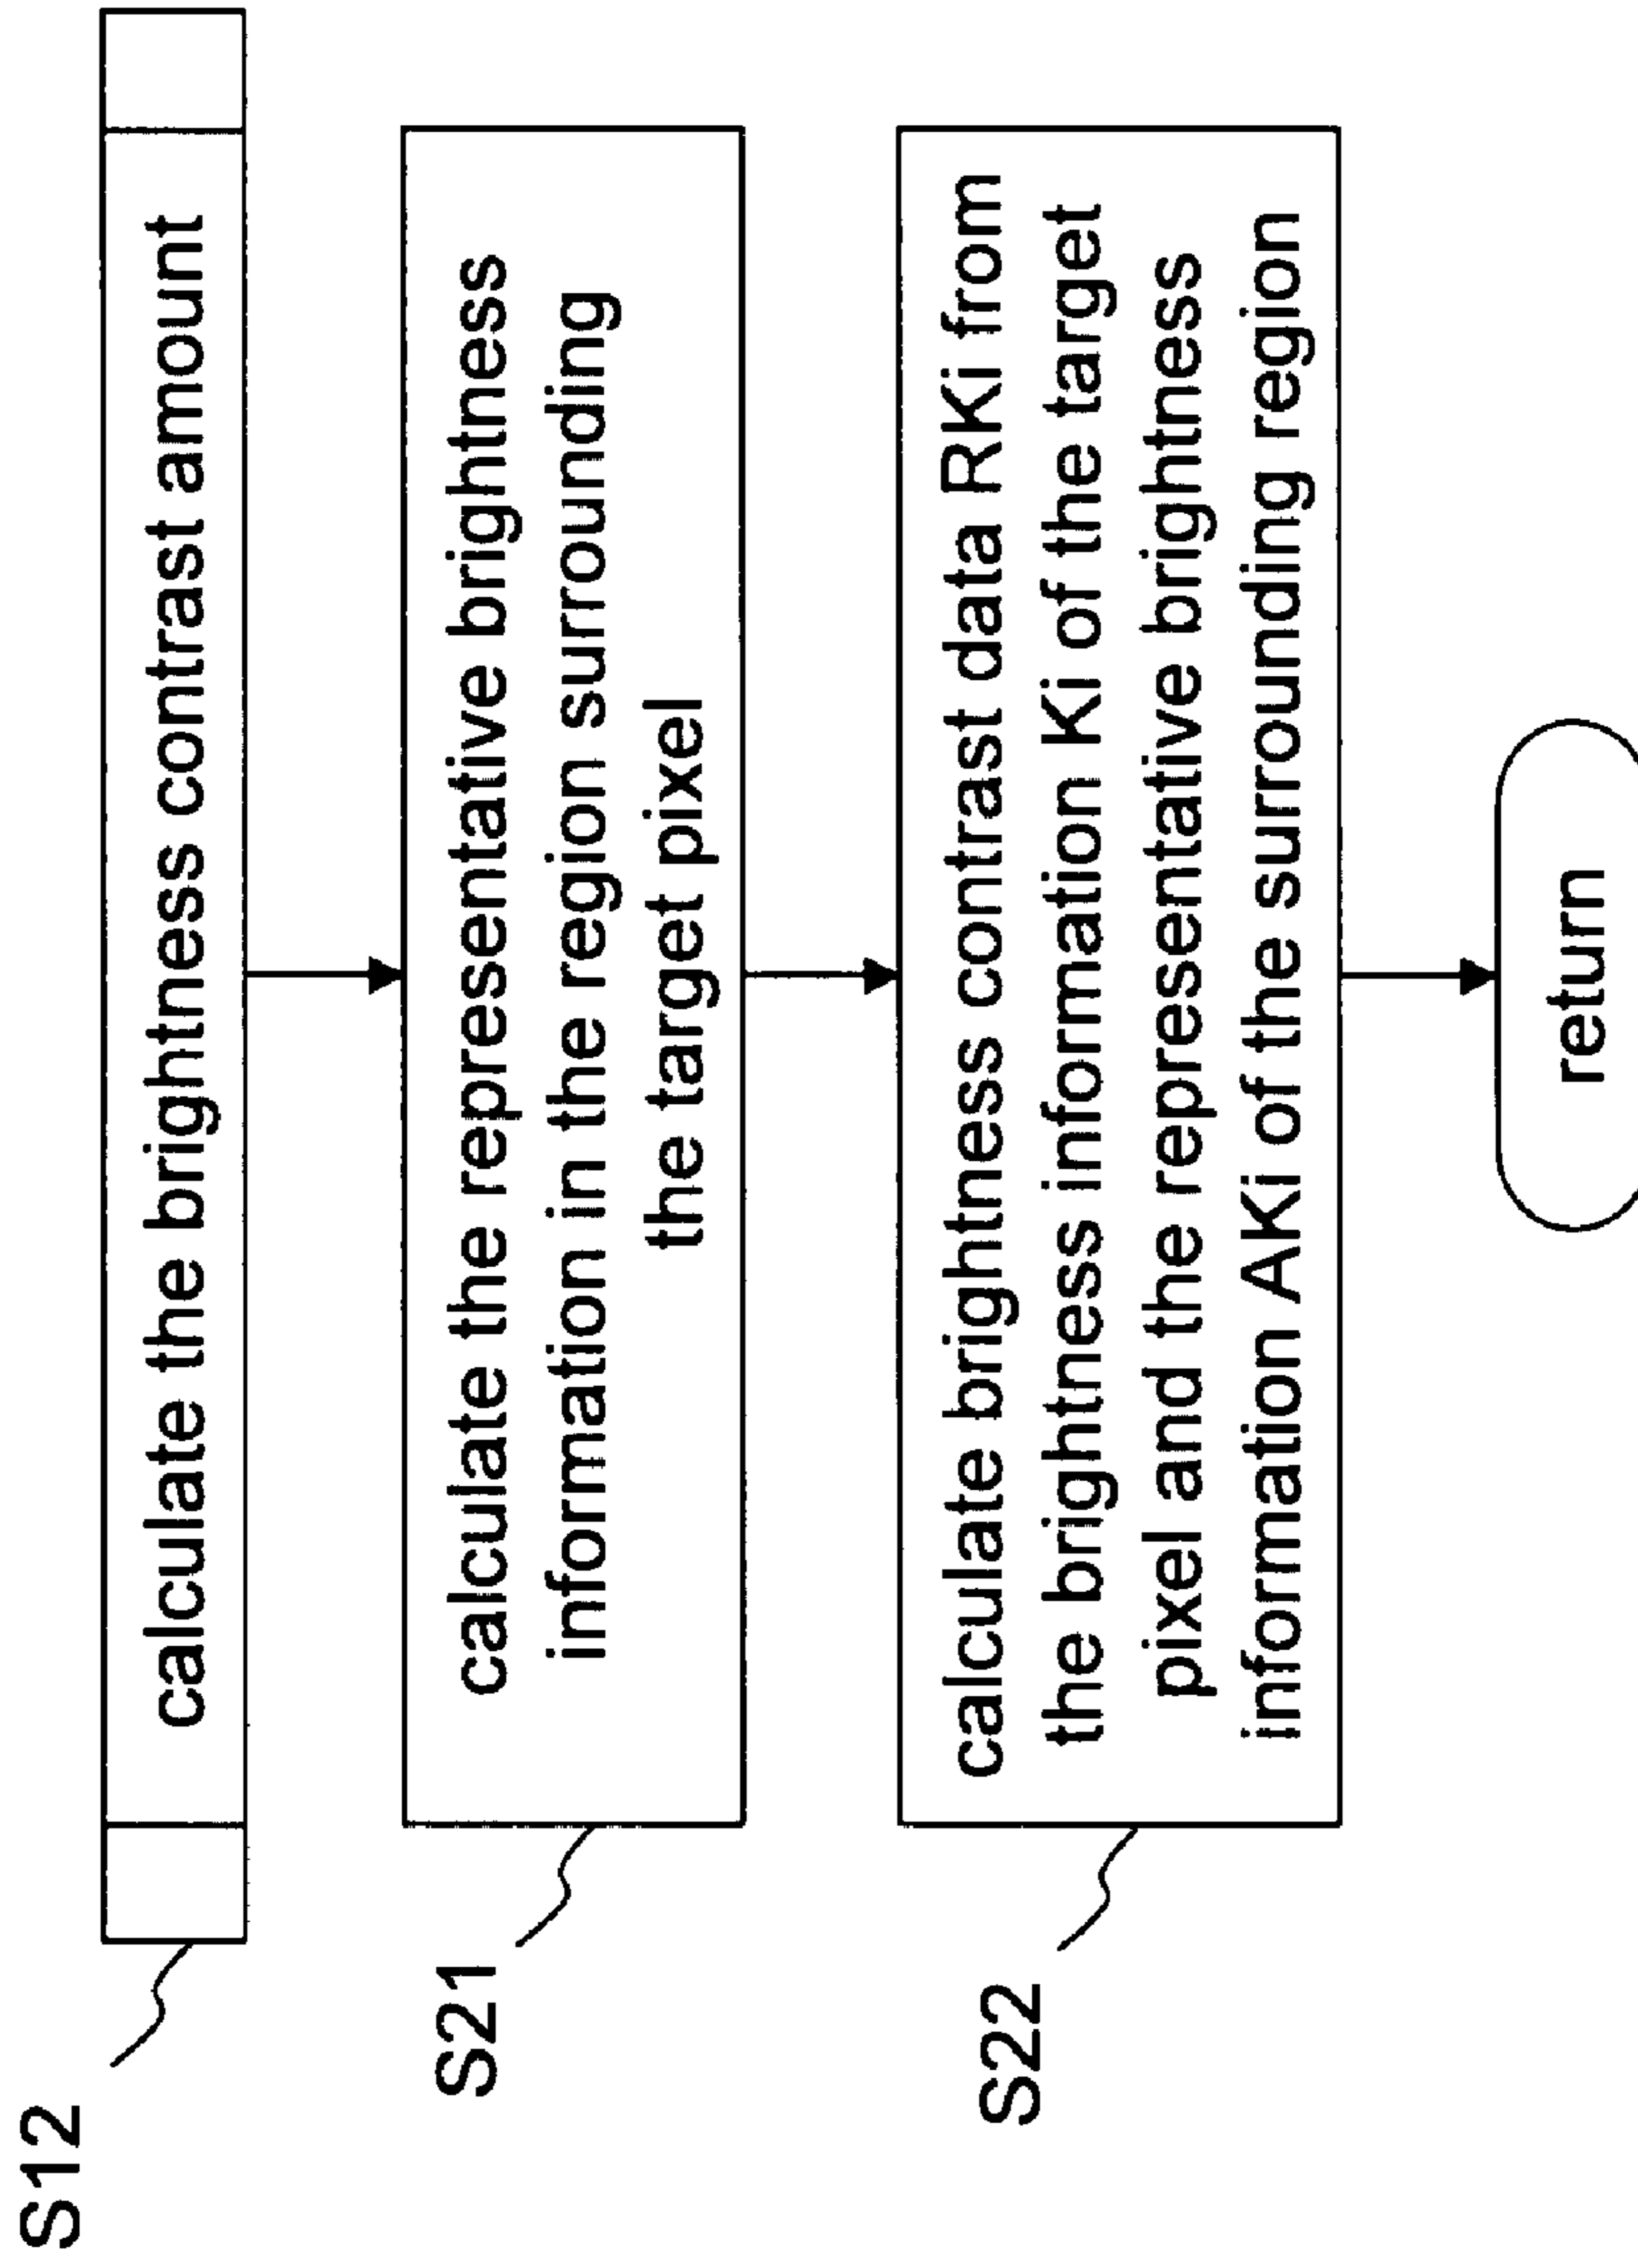 S12
calculate the brightness contrast amount
S21
calculate the representative brightness
information in the region surrounding
the target pixel
S22
calculate brightness contrast data RKi from
the brightness information Ki of the target
pixel and the representative brightness
information AKi of the surrounding region
return